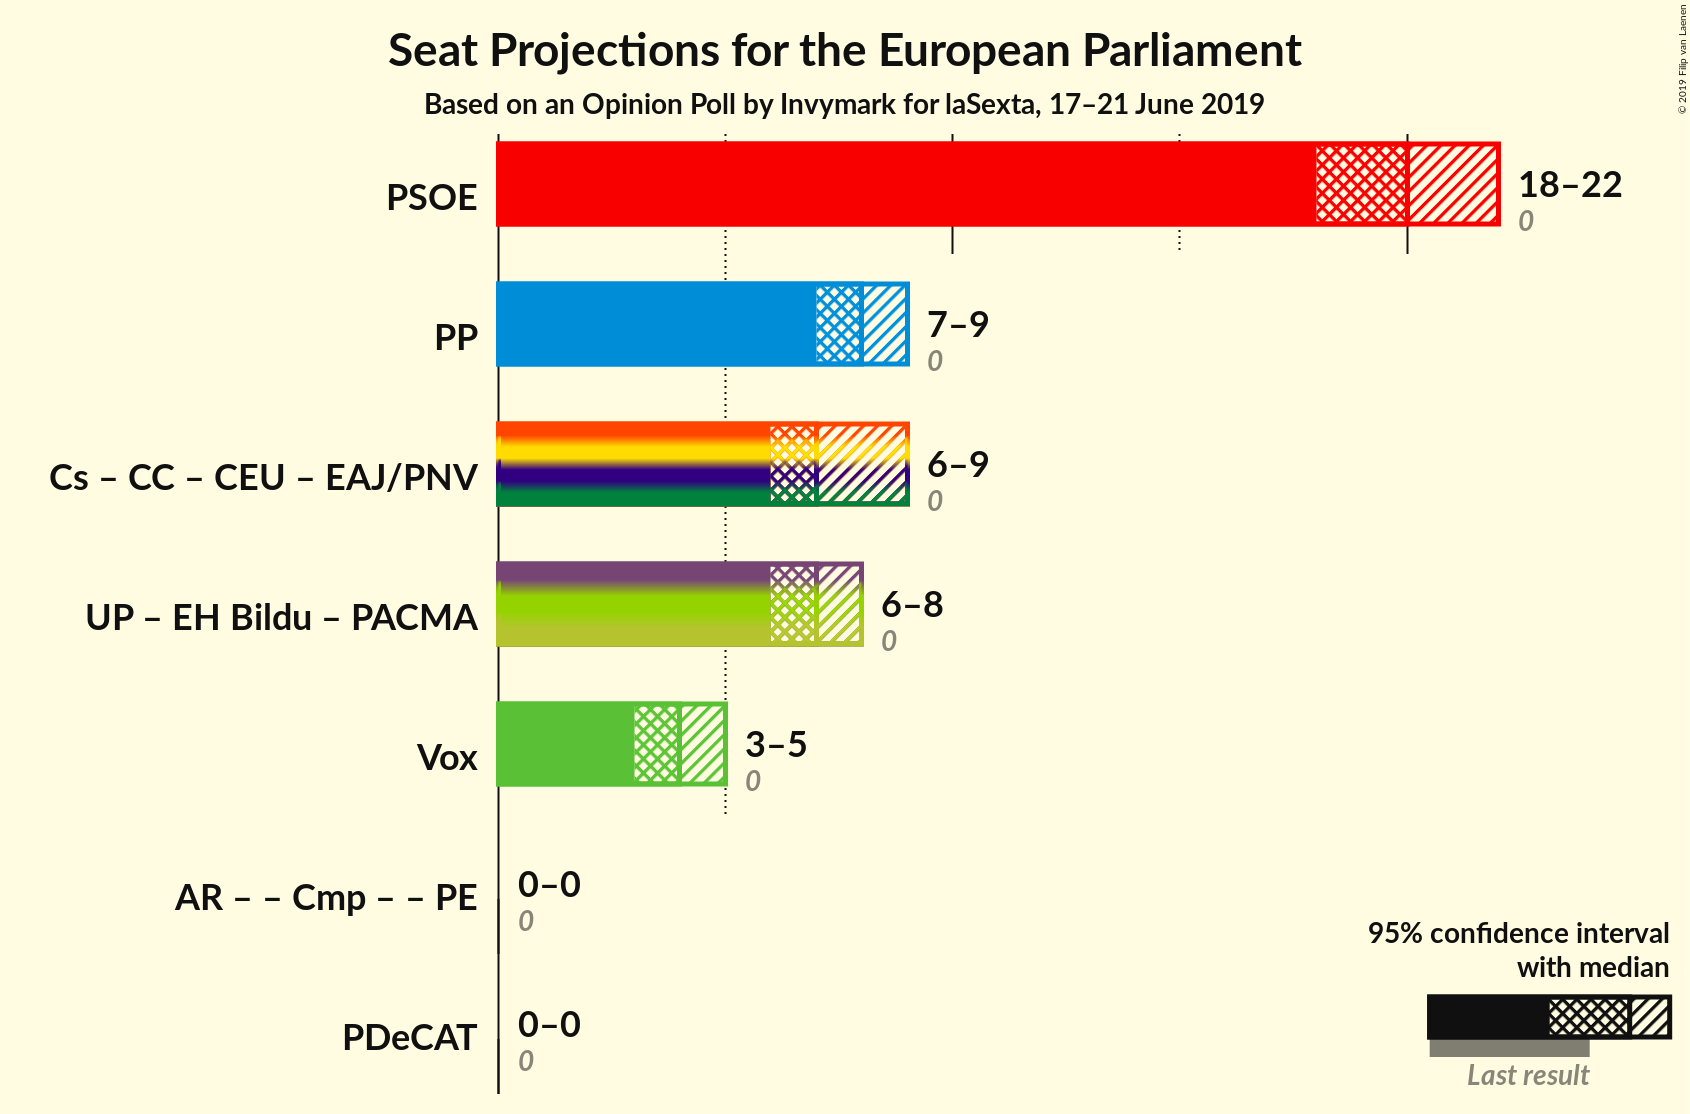 Seat Projections for the European Parliament
Based on an Opinion Poll by Invymark for laSexta, 17–21 June 2019
© 2019 Filip van Laenen
PSOE
18–22
0
PP
7–9
0
Cs – CC – CEU – EAJ/PNV
6–9
0
UP – EH Bildu – PACMA
6–8
0
Vox
3–5
0
AR – – Cmp – – PE
0–0
0
PDeCAT
0–0
0
95% confidence interval
with median
Last result